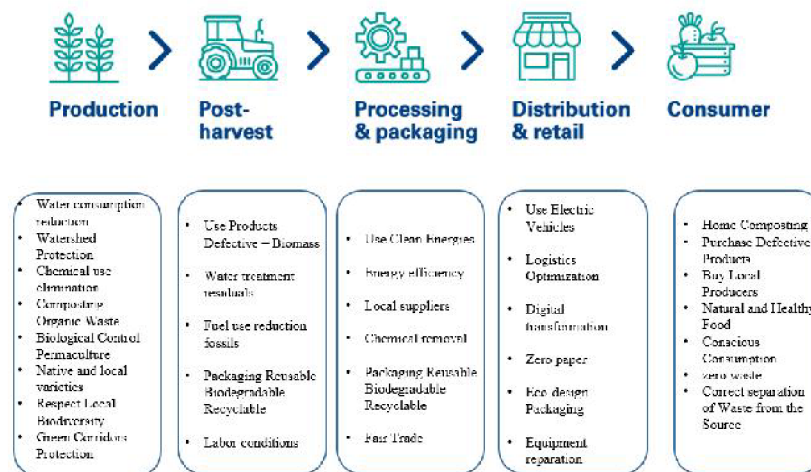 Production
Post-
harvest
Processing
& packaging
Distribution
& retail
Consumer
• Water consumption
reduction
• Watershed
Protection
• Chemical use
elimination
• Composting
Organic Waste
• Biological Control
Permaculture
• Native and local
varieties
• Respect Local
Biodiversity
• Green Corridors
Protection
• Use Products
Defective – Biomass
• Water treatment
residuals
• Fuel use reduction
fossils
• Packaging Reusable
Biodegradable
Recyclable
• Labor conditions
• Use Clean Energies
• Energy efficiency
• Local suppliers
• Chemical removal
• Packaging Reusable
Biodegradable
Recyclable
• Fair Trade
• Use Electric
Vehicles
• Logistics
Optimization
• Digital
transformation
• Zero paper
• Eco-design
Packaging
• Equipment
reparation
• Home Composting
• Purchase Defective
Products
• Buy Local
Producers
• Natural and Healthy
Food
• Conscious
Consumption
• zero waste
• Correct separation
of Waste from the
Source